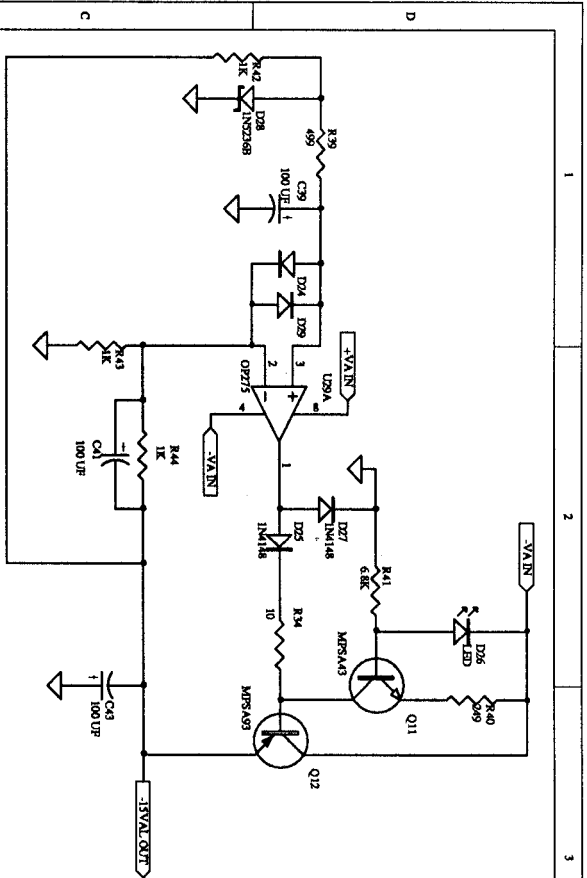 C
D
1
2
3
R42
1K
D28
1N5236B
R39
499
C39
100 UF
+
D24
D29
+VA IN
U29A
8
3
+
2
-
OP275
4
1
-VA IN
R43
1K
R44
1K
+
C41
100 UF
D27
1N4148
D25
1N4148
R41
6.8K
R34
10
-VA IN
D26
LED
MPSA43
Q11
R40
249
MPSA93
Q12
+
C43
100 UF
-15VAL OUT